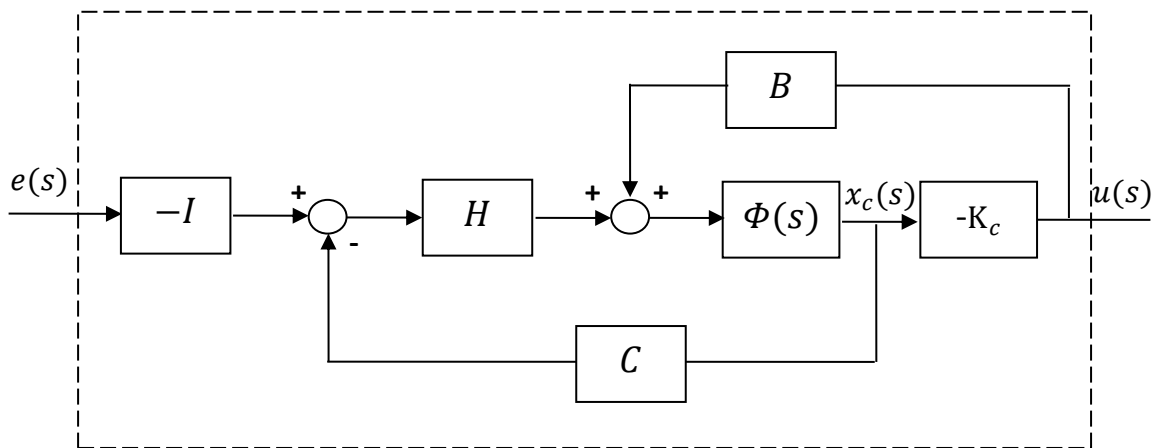 B
e(s)
−I
+
-
H
+
+
Φ(s)
x_c(s)
-K_c
u(s)
C